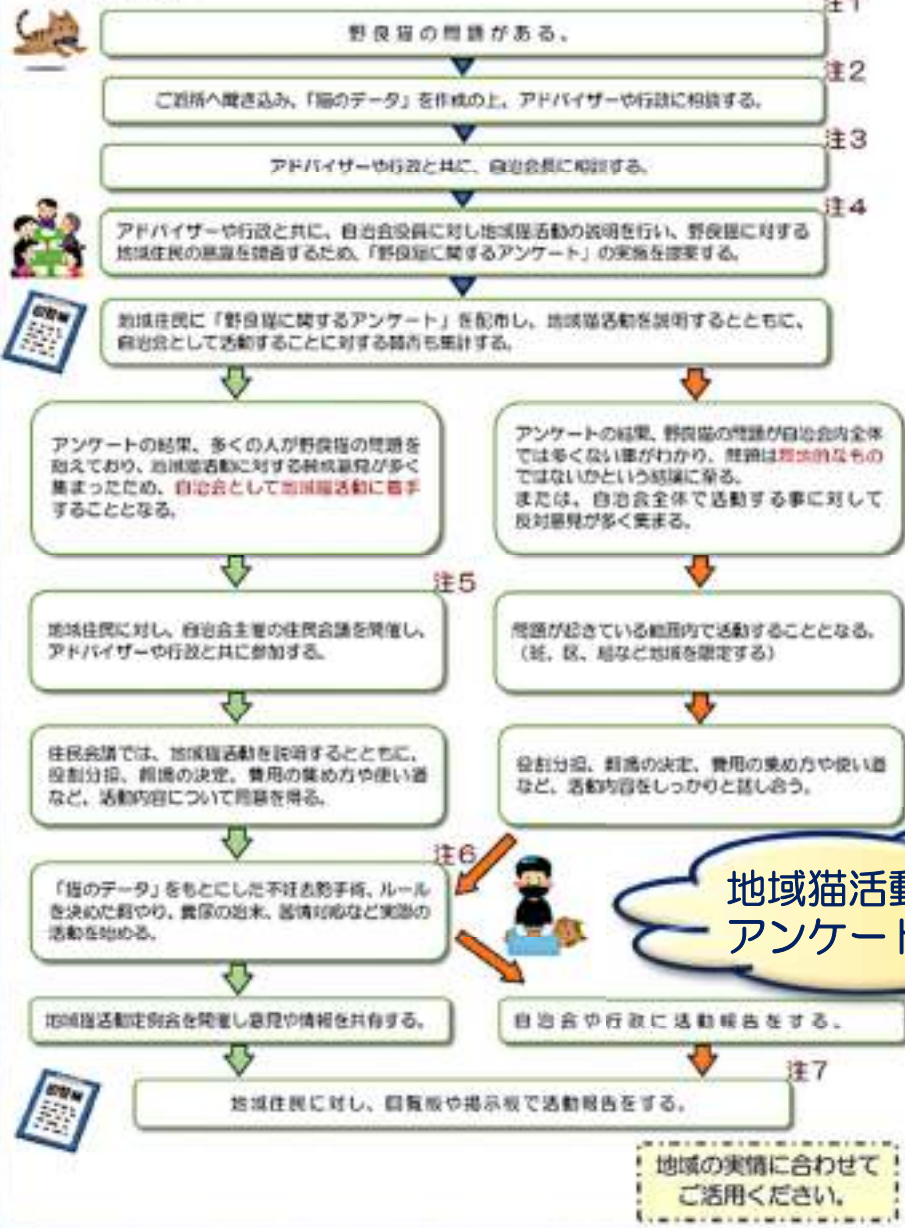 注1
野良猫の問題がある。
注2
ご近所へ聞き込み、「猫のデータ」を作成の上、アドバイザーや行政に相談する。
注3
アドバイザーや行政と共に、自治会長に相談する。
注4
アドバイザーや行政と共に、自治会役員に対し地域猫活動の説明を行い、野良猫に対する
地域住民の意識を調査するため、「野良猫に関するアンケート」の実施を提案する。
回覧板
地域住民に「野良猫に関するアンケート」を配布し、地域猫活動を説明するとともに、
自治会として活動することに対する賛否も集計する。
アンケートの結果、多くの人が野良猫の問題を
抱えており、地域猫活動に対する賛成意見が多く
集まったため、自治会として地域猫活動に着手
することとなる。
アンケートの結果、野良猫の問題が自治会内全体
では多くない事がわかり、問題は局地的なもの
ではないかという結論に至る。
または、自治会全体で活動する事に対して
反対意見が多く集まる。
注5
地域住民に対し、自治会主催の住民会議を開催し、
アドバイザーや行政と共に参加する。
問題が起きている範囲内で活動することとなる。
（班、区、組など地域を限定する）
住民会議では、地域猫活動を説明するとともに、
役割分担、餌場の決定、費用の集め方や使い道
など、活動内容について同意を得る。
役割分担、餌場の決定、費用の集め方や使い道
など、活動内容をしっかりと話し合う。
注6
「猫のデータ」をもとにした不妊去勢手術、ルール
を決めた餌やり、糞尿の始末、苦情対応など実際の
活動を始める。
地域猫活動
アンケート
地域猫活動定例会を開催し意見や情報を共有する。
自治会や行政に活動報告をする。
注7
回覧板
地域住民に対し、回覧板や掲示板で活動報告をする。
地域の実情に合わせて
ご活用ください。